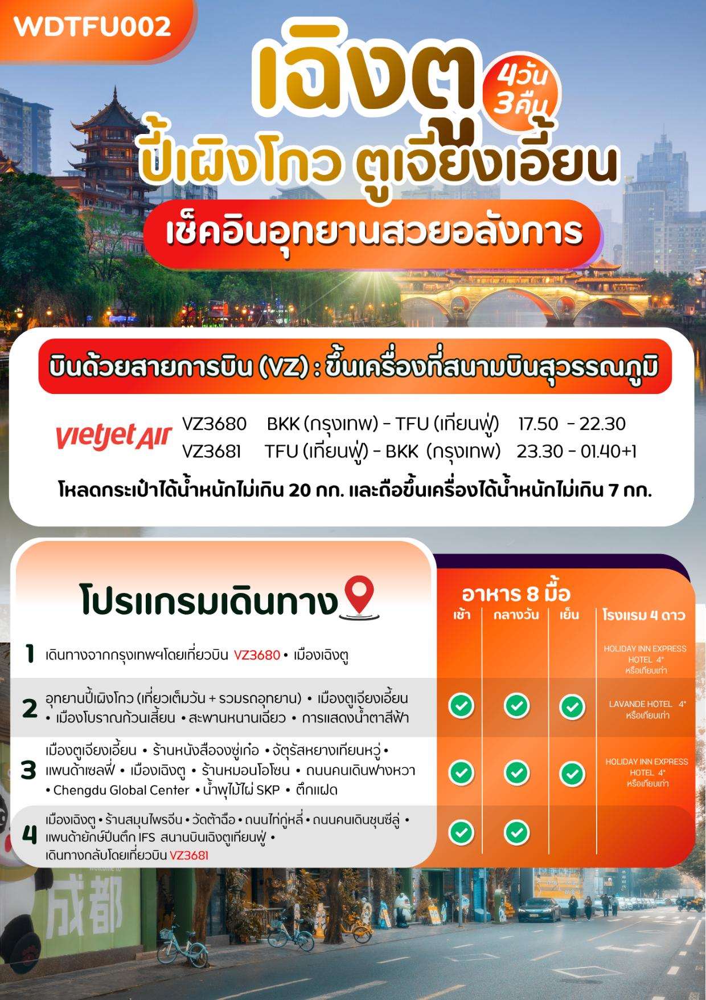 WDTFU002
เฉิงตู
4วัน
3คืน
ปี้เผิงโกว ตูเจียงเอี้ยน
เช็คอินอุทยานสวยอลังการ
บินด้วยสายการบิน (VZ) : ขึ้นเครื่องที่สนามบินสุวรรณภูมิ
vietjet Air
VZ3680 BKK (กรุงเทพ) – TFU (เทียนฟู่) 17.50 – 22.30
VZ3681 TFU (เทียนฟู่) – BKK (กรุงเทพ) 23.30 – 01.40+1
โหลดกระเป๋าได้น้ำหนักไม่เกิน 20 กก. และถือขึ้นเครื่องได้น้ำหนักไม่เกิน 7 กก.
โปรแกรมเดินทาง
อาหาร 8 มื้อ
เช้า กลางวัน เย็น โรงแรม 4 ดาว
1 เดินทางจากกรุงเทพฯโดยเที่ยวบิน VZ3680 • เมืองเฉิงตู
HOLIDAY INN EXPRESS
HOTEL 4*
หรือเทียบเท่า
2 อุทยานปี้เผิงโกว (เที่ยวเต็มวัน + รวมรถอุทยาน) • เมืองตูเจียงเอี้ยน
• เมืองโบราณก้วนเสี้ยน • สะพานหนานเฉียว • การแสดงน้ำตาสีฟ้า
LAVANDE HOTEL 4*
หรือเทียบเท่า
3 เมืองตูเจียงเอี้ยน • ร้านหนังสือจงซู่เก๋อ • จัตุรัสหยางเทียนหวู่ •
แพนด้าเซลฟี่ • เมืองเฉิงตู • ร้านหมอนโอโซน • ถนนคนเดินฟางหวา
• Chengdu Global Center • น้ำพุไม้ไผ่ SKP • ตึกแฝด
HOLIDAY INN EXPRESS
HOTEL 4*
หรือเทียบเท่า
4 เมืองเฉิงตู • ร้านสมุนไพรจีน • วัดต้าฉือ • ถนนไท่กู่หลี่ • ถนนคนเดินชุนซีลู่ •
แพนด้ายักษ์ปีนตึก IFS สนานบินเฉิงตูเทียนฟู่ •
เดินทางกลับโดยเที่ยวบิน VZ3681
Welcome to
成都